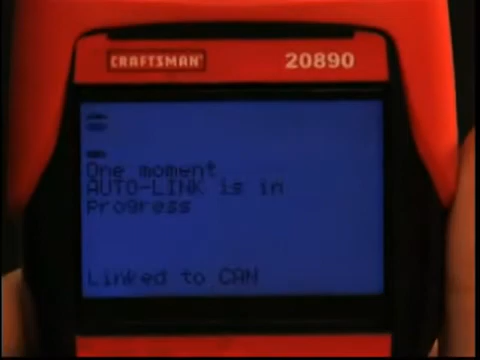 CRAFTSMAN
20890
One moment
AUTO-LINK is in
Progress
Linked to CAN